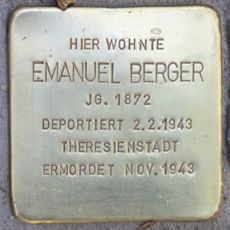 HIER WOHNTE
EMANUEL BERGER
JG. 1872
DEPORTIERT 2.2.1943
THERESIENSTADT
ERMORDET NOV. 1943